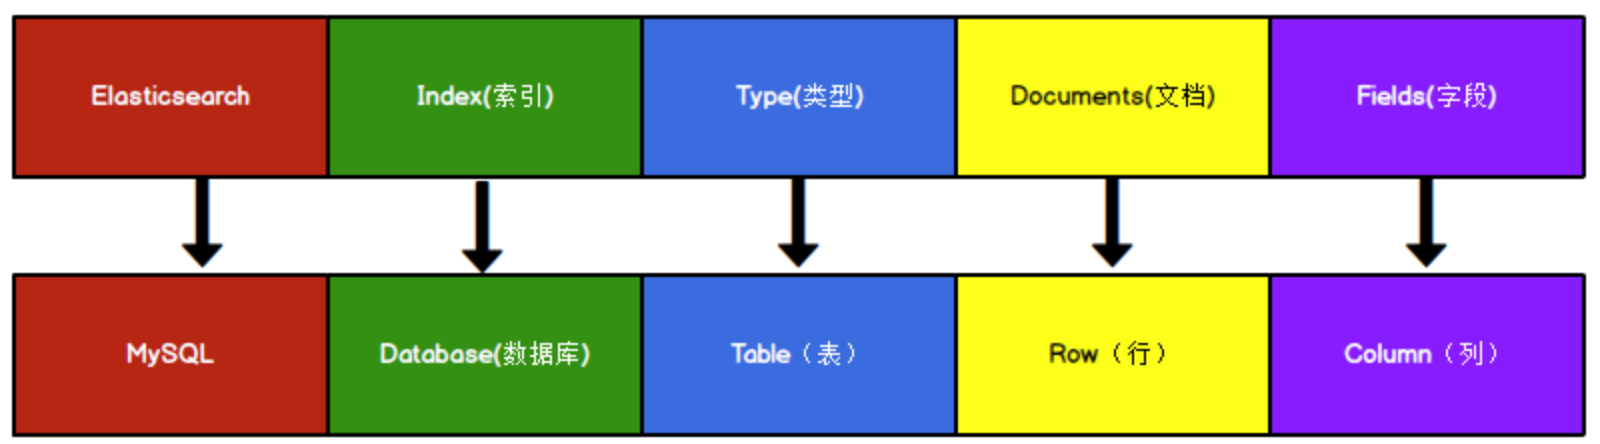 Elasticsearch
Index(索引)
Type(类型)
Documents(文档)
Fields(字段)
MySQL
Database(数据库)
Table（表）
Row（行）
Column（列）